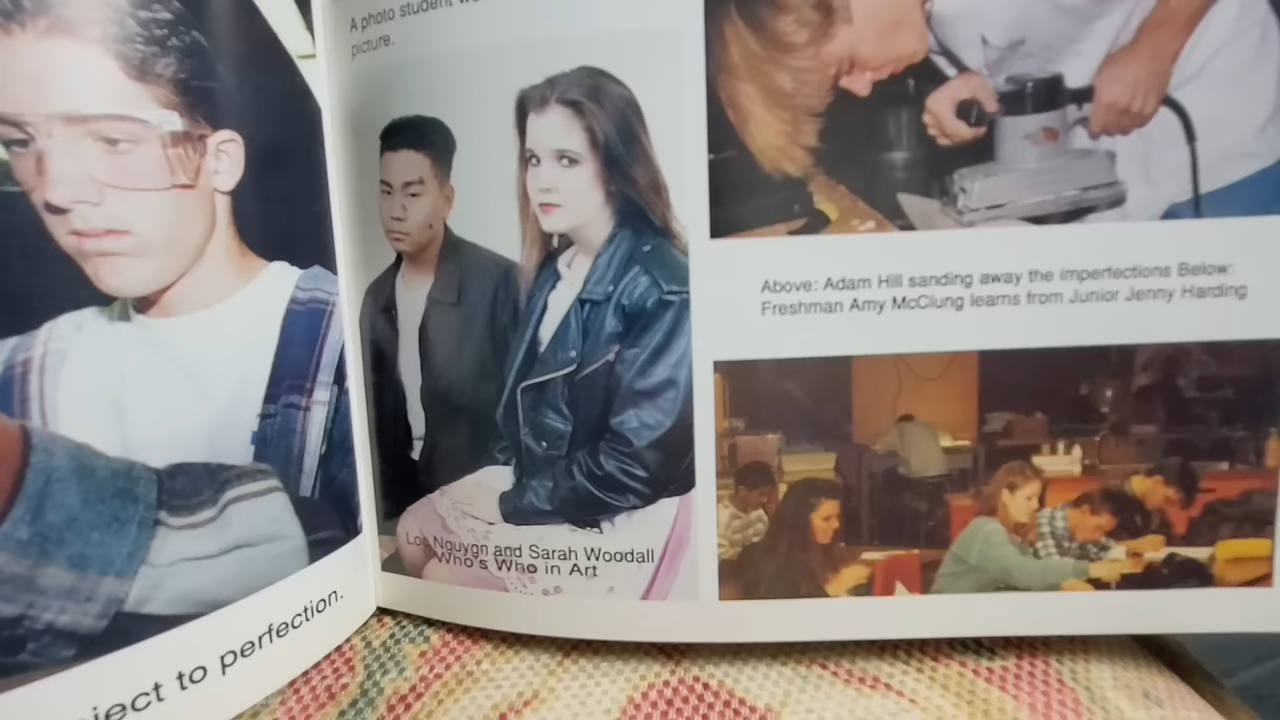 ject to perfection.
A photo student
picture.
Nguygn and Sarah Woodall
Who's Who in Art
Above: Adam Hill sanding away the imperfections Below:
Freshman Amy McClung learns from Junior Jenny Harding